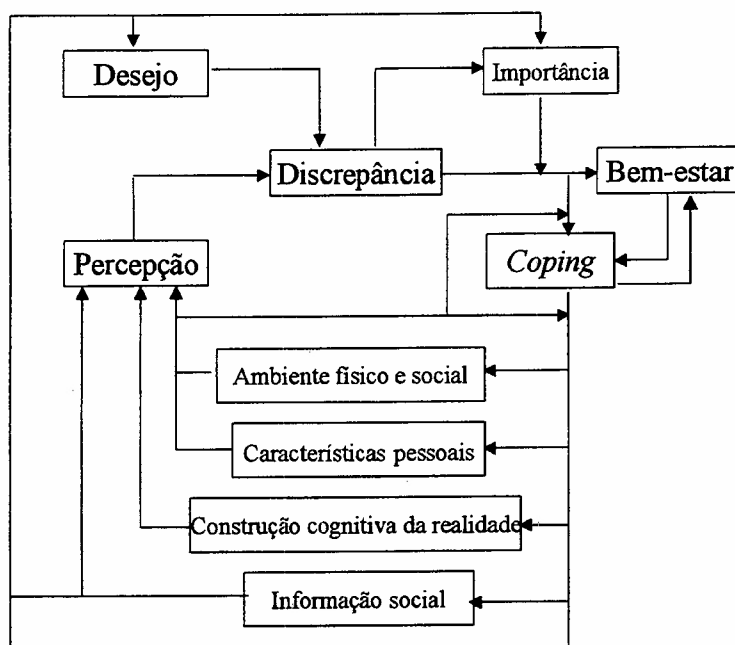 Desejo
Importância
Discrepância
Bem-estar
Percepção
Coping
Ambiente físico e social
Características pessoais
Construção cognitiva da realidade
Informação social